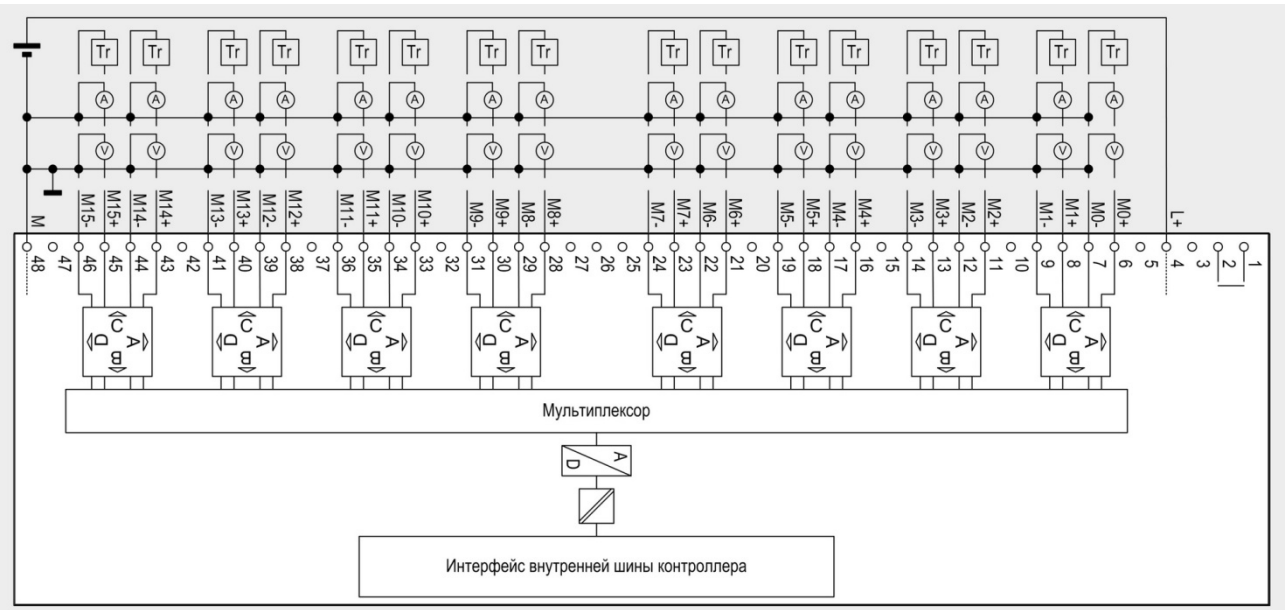 Tr Tr Tr Tr Tr Tr Tr Tr Tr Tr Tr Tr Tr Tr Tr Tr
A A A A A A A A A A A A A A A A
V V V V V V V V V V V V V V V V
M M15- M15+ M14- M14+ M13- M13+ M12- M12+ M11- M11+ M10- M10+ M9- M9+ M8- M8+ M7- M7+ M6- M6+ M5- M5+ M4- M4+ M3- M3+ M2- M2+ M1- M1+ M0- M0+ L+
48 47 46 45 44 43 42 41 40 39 38 37 36 35 34 33 32 31 30 29 28 27 26 25 24 23 22 21 20 19 18 17 16 15 14 13 12 11 10 9 8 7 6 5 4 3 2 1
C C C C C C C C
D A D A D A D A D A D A D A D A
B B B B B B B B
Мультиплексор
D A
Интерфейс внутренней шины контроллера